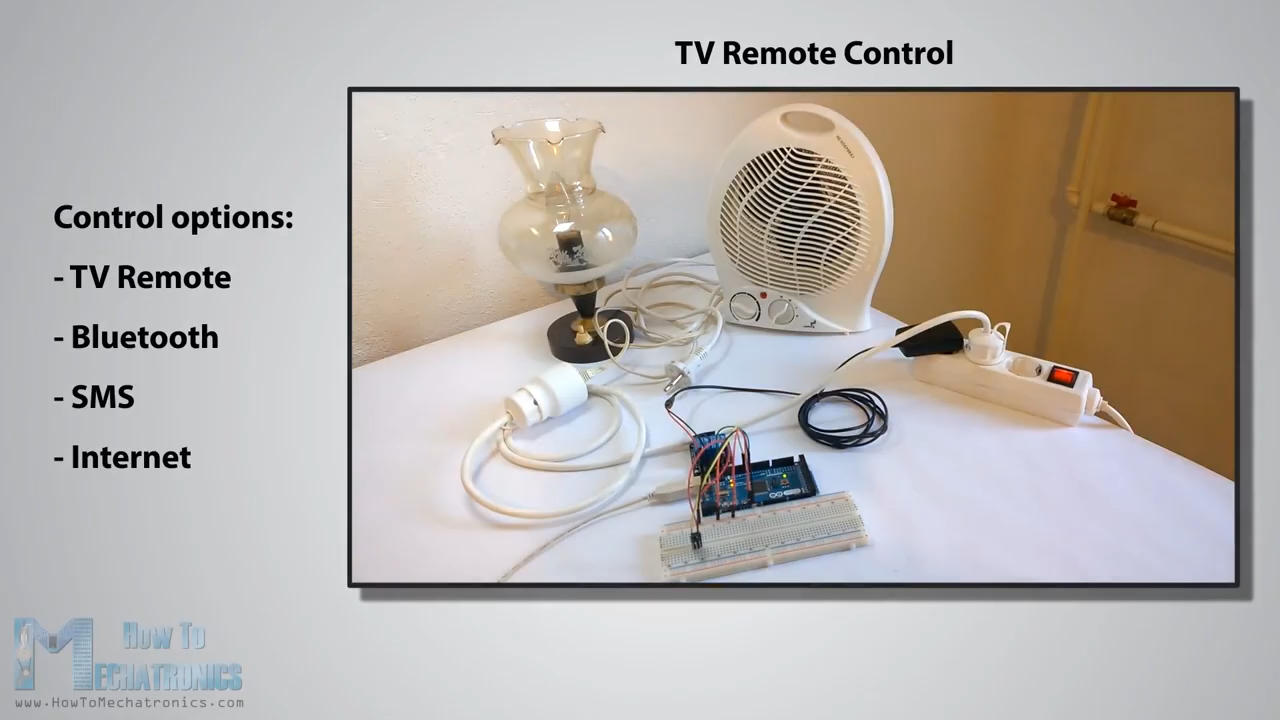 TV Remote Control
Control options:
- TV Remote
- Bluetooth
- SMS
- Internet
How To
MECHATRONICS
www.HowToMechatronics.com